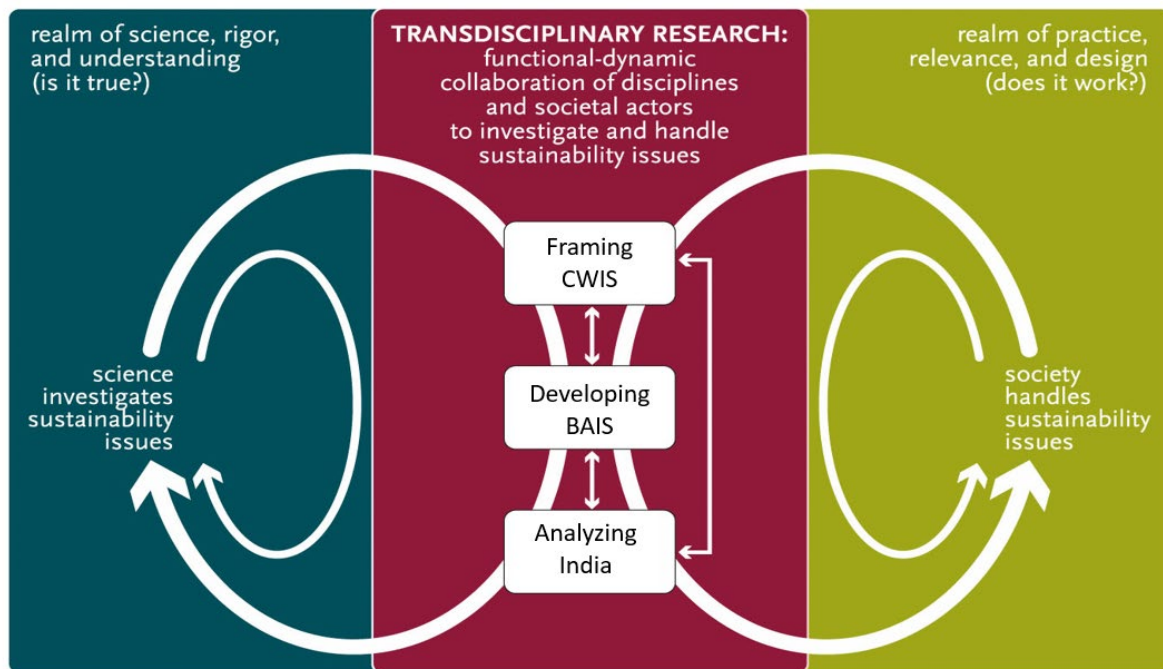 realm of science, rigor,
and understanding
(is it true?)
TRANSDISCIPLINARY RESEARCH:
functional-dynamic
collaboration of disciplines
and societal actors
to investigate and handle
sustainability issues
realm of practice,
relevance, and design
(does it work?)
Framing
CWIS
science
investigates
sustainability
issues
Developing
BAIS
society
handles
sustainability
issues
Analyzing
India